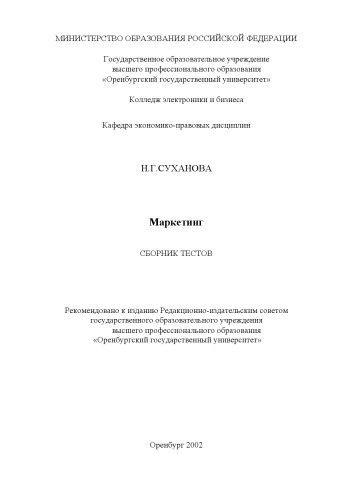 МИНИСТЕРСТВО ОБРАЗОВАНИЯ РОССИЙСКОЙ ФЕДЕРАЦИИ
Государственное образовательное учреждение
высшего профессионального образования
«Оренбургский государственный университет»
Колледж электроники и бизнеса
Кафедра экономико-правовых дисциплин
Н.Г.СУХАНОВА
Маркетинг
СБОРНИК ТЕСТОВ
Рекомендовано к изданию Редакционно-издательским советом
государственного образовательного учреждения
высшего профессионального образования
«Оренбургский государственный университет»
Оренбург 2002